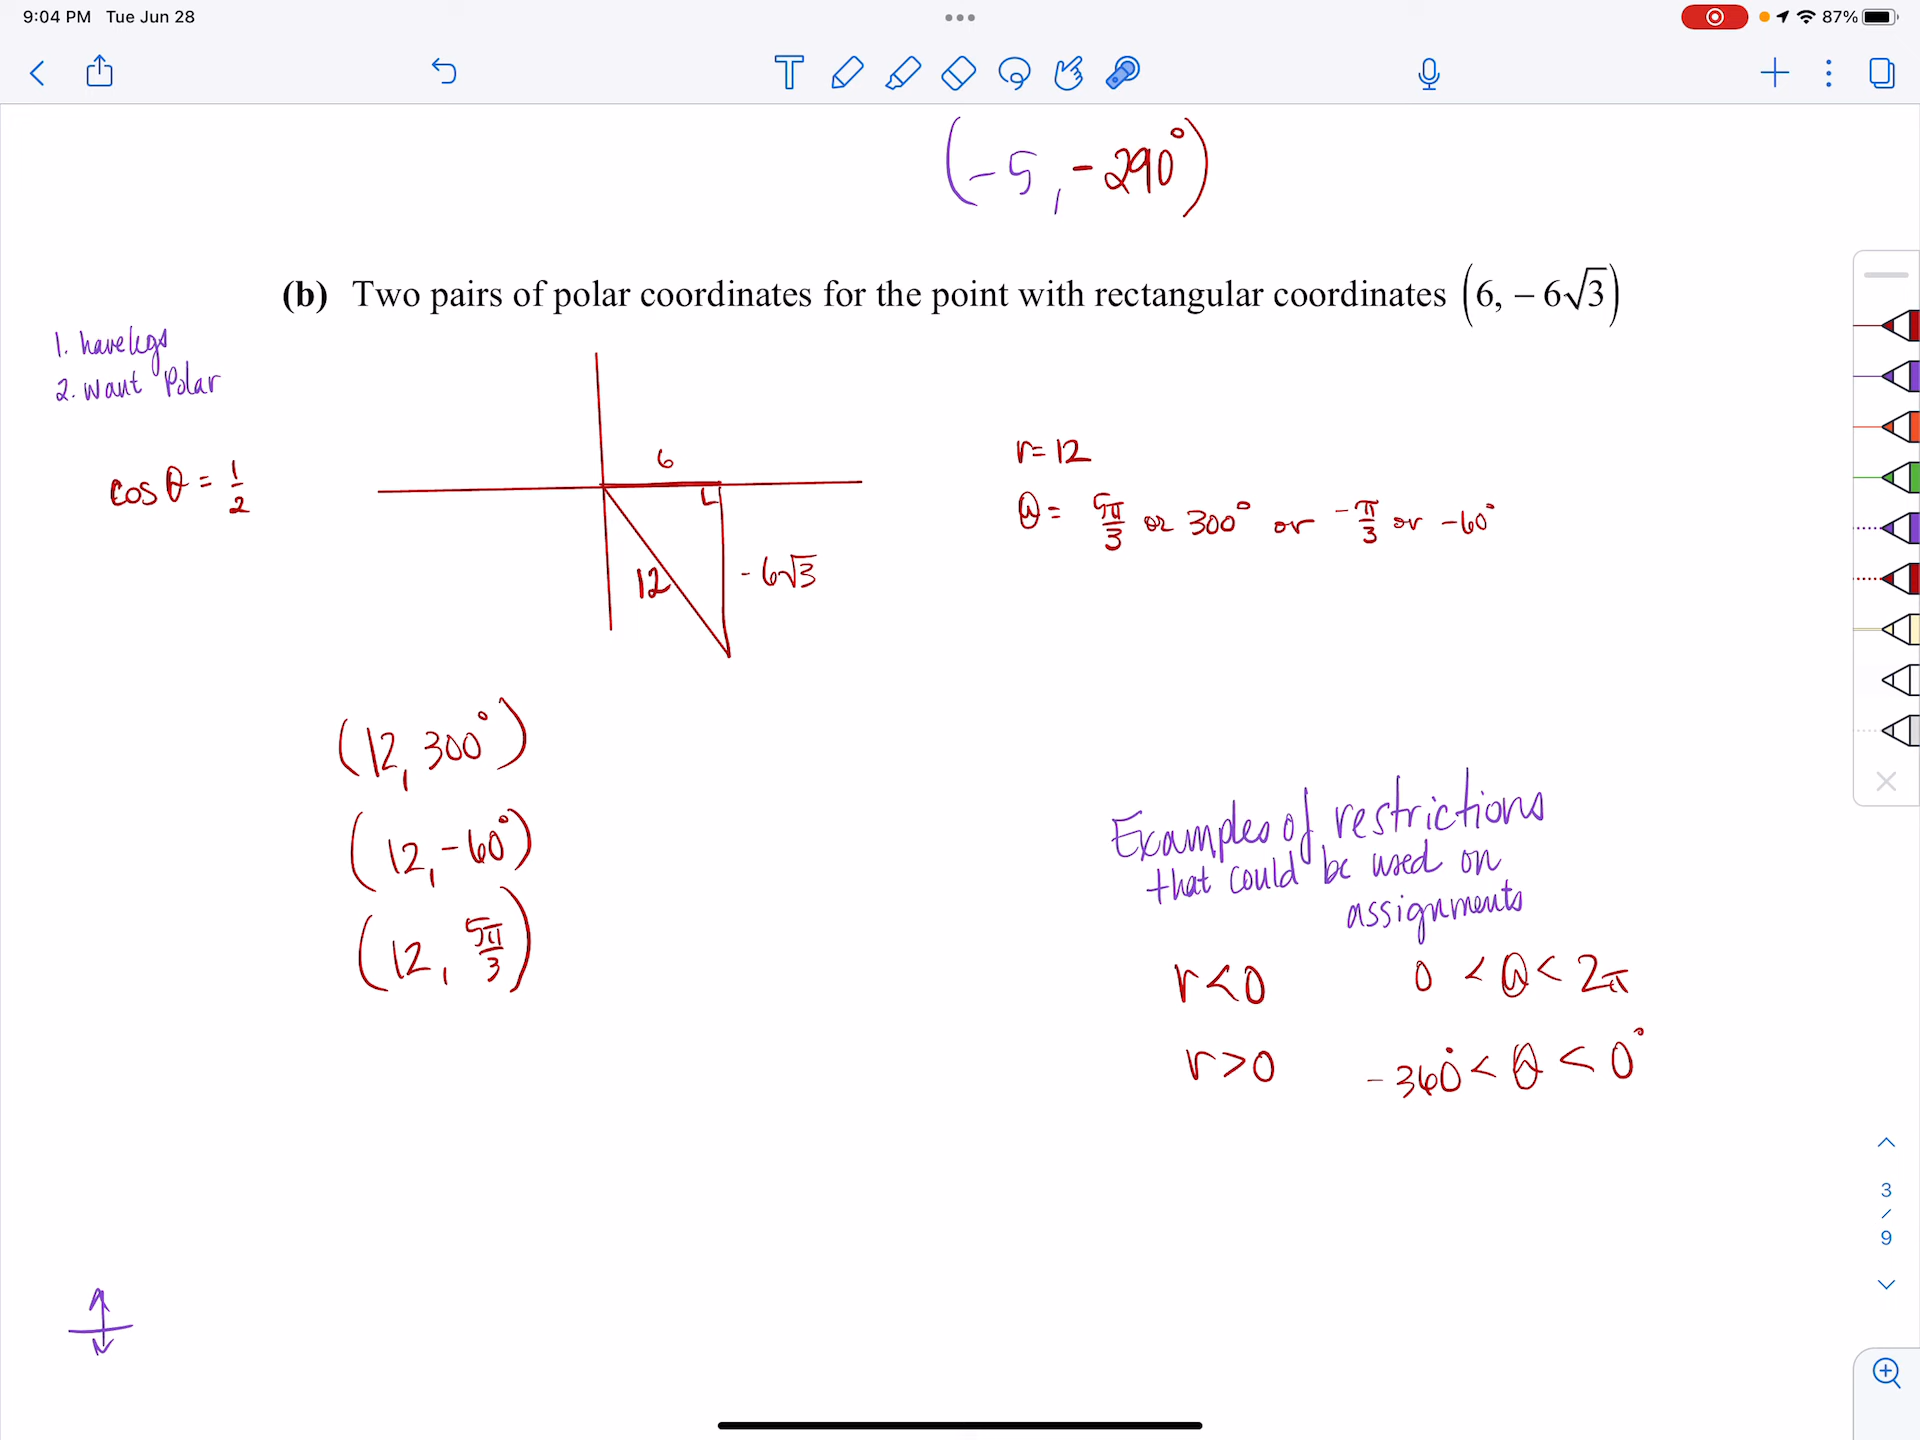 9:04 PM Tue Jun 28
87%
(-5, -290°)
(b) Two pairs of polar coordinates for the point with rectangular coordinates (6, – 6√3)
1. have legs
2. want Polar
cos θ = 1/2
6
12
- 6√3
r = 12
θ = 5π/3 or 300° or -π/3 or -60°
(12, 300°)
(12, -60°)
(12, 5π/3)
Examples of restrictions
that could be used on
assignments
r<0 0 < θ < 2π
r>0 -360° < θ < 0°
3
/
9